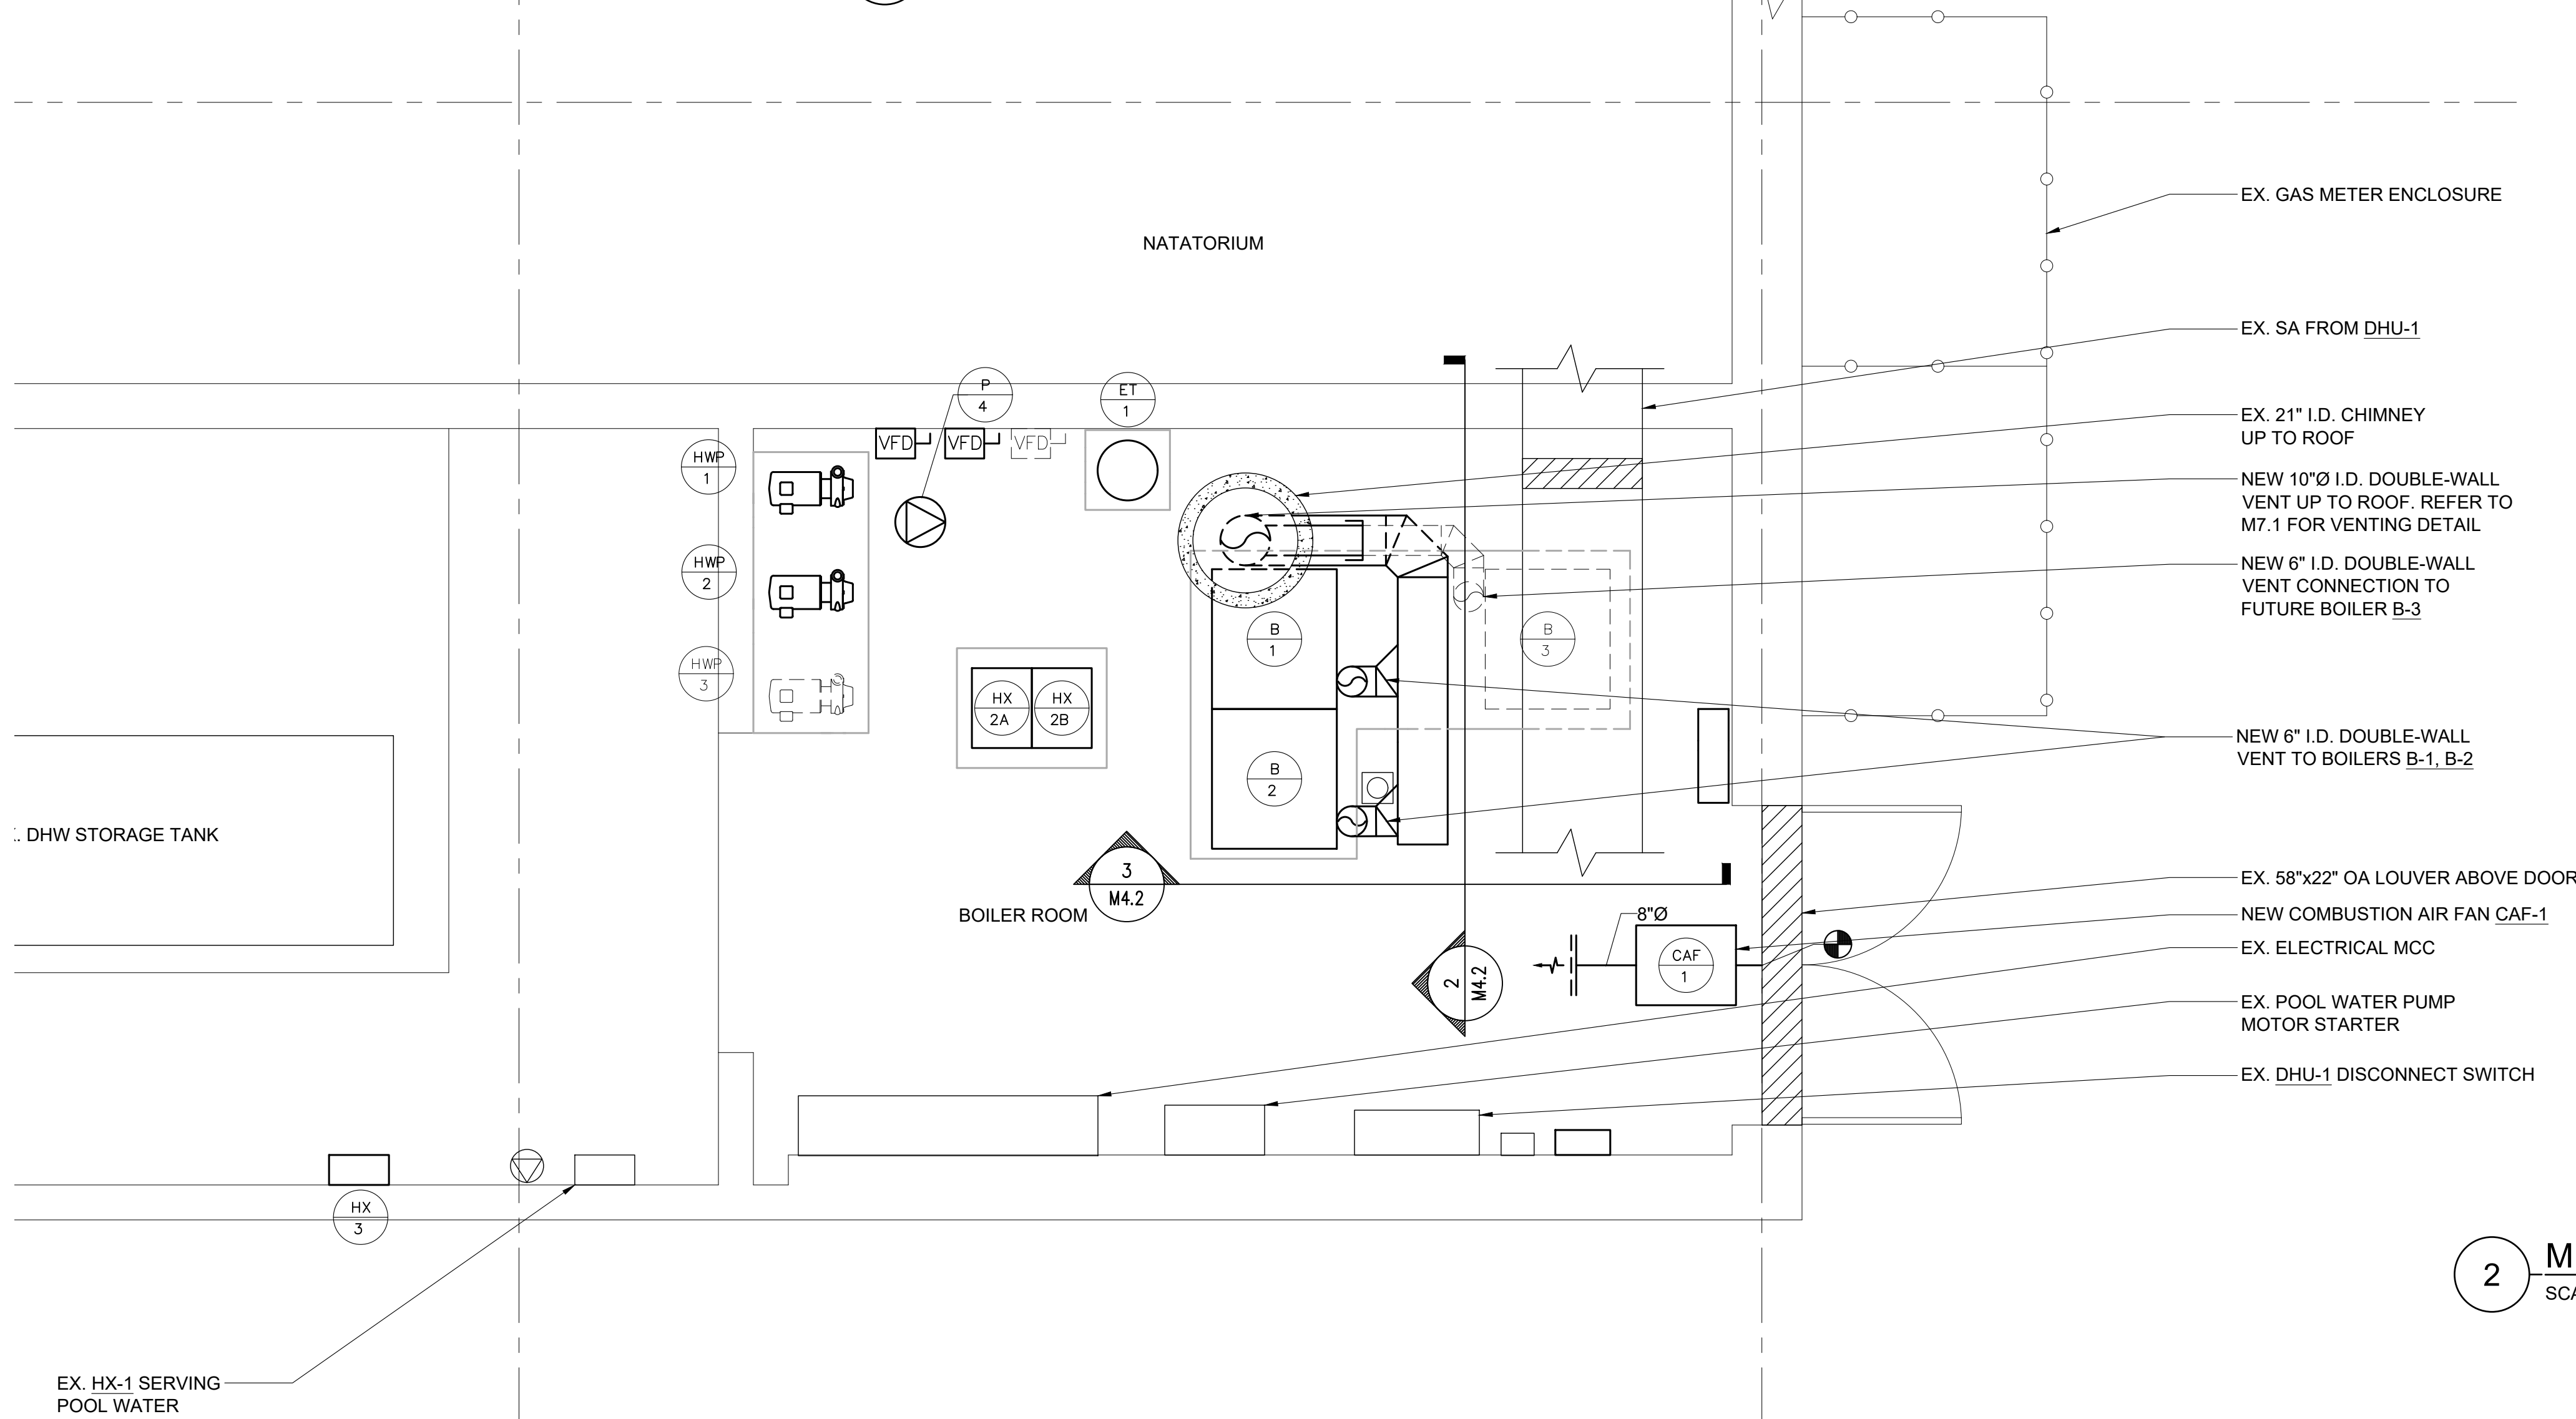 NATATORIUM
EX. GAS METER ENCLOSURE
EX. SA FROM DHU-1
EX. 21" I.D. CHIMNEY
UP TO ROOF
NEW 10"Ø I.D. DOUBLE-WALL
VENT UP TO ROOF. REFER TO
M7.1 FOR VENTING DETAIL
NEW 6" I.D. DOUBLE-WALL
VENT CONNECTION TO
FUTURE BOILER B-3
NEW 6" I.D. DOUBLE-WALL
VENT TO BOILERS B-1, B-2
EX. 58"x22" OA LOUVER ABOVE DOOR
NEW COMBUSTION AIR FAN CAF-1
EX. ELECTRICAL MCC
EX. POOL WATER PUMP
MOTOR STARTER
EX. DHU-1 DISCONNECT SWITCH
P
4
ET
1
VFD
VFD
VFD
HWP
1
HWP
2
HWP
3
B
1
B
2
B
3
HX
2A
HX
2B
. DHW STORAGE TANK
3
M4.2
BOILER ROOM
8"Ø
CAF
1
2
M4.2
HX
3
EX. HX-1 SERVING
POOL WATER
2
M
SCA